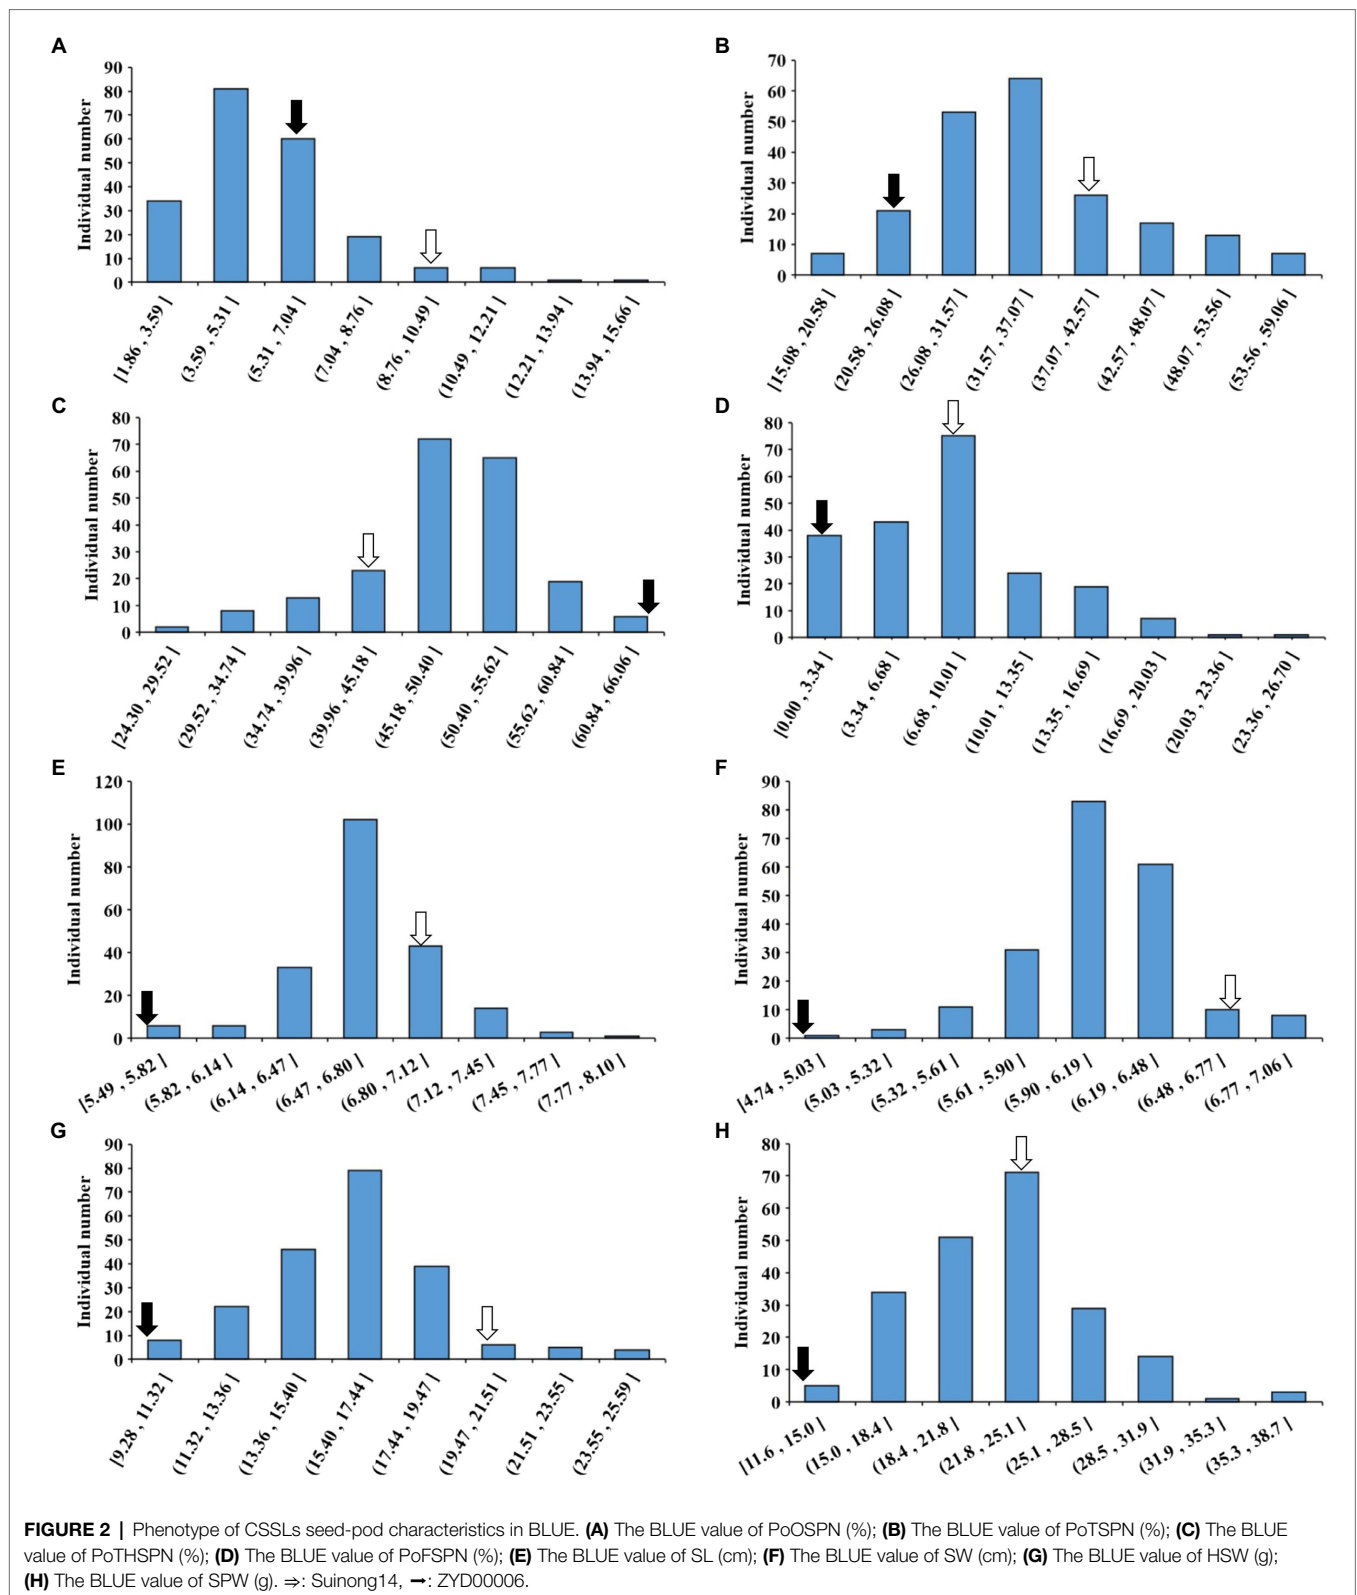 A
Individual number
90
80
70
60
50
40
30
20
10
0
[1.86 , 3.59 ]
(3.59 , 5.31 ]
(5.31 , 7.04 ]
(7.04 , 8.76 ]
(8.76 , 10.49 ]
(10.49 , 12.21 ]
(12.21 , 13.94 ]
(13.94 , 15.66 ]
B
Individual number
70
60
50
40
30
20
10
0
[15.08 , 20.58 ]
(20.58 , 26.08 ]
(26.08 , 31.57 ]
(31.57 , 37.07 ]
(37.07 , 42.57 ]
(42.57 , 48.07 ]
(48.07 , 53.56 ]
(53.56 , 59.06 ]
C
Individual number
80
70
60
50
40
30
20
10
0
[24.30 , 29.52 ]
(29.52 , 34.74 ]
(34.74 , 39.96 ]
(39.96 , 45.18 ]
(45.18 , 50.40 ]
(50.40 , 55.62 ]
(55.62 , 60.84 ]
(60.84 , 66.06 ]
D
Individual number
80
70
60
50
40
30
20
10
0
[0.00 , 3.34 ]
(3.34 , 6.68 ]
(6.68 , 10.01 ]
(10.01 , 13.35 ]
(13.35 , 16.69 ]
(16.69 , 20.03 ]
(20.03 , 23.36 ]
(23.36 , 26.70 ]
E
Individual number
120
100
80
60
40
20
0
[5.49 , 5.82 ]
(5.82 , 6.14 ]
(6.14 , 6.47 ]
(6.47 , 6.80 ]
(6.80 , 7.12 ]
(7.12 , 7.45 ]
(7.45 , 7.77 ]
(7.77 , 8.10 ]
F
Individual number
90
80
70
60
50
40
30
20
10
0
[4.74 , 5.03 ]
(5.03 , 5.32 ]
(5.32 , 5.61 ]
(5.61 , 5.90 ]
(5.90 , 6.19 ]
(6.19 , 6.48 ]
(6.48 , 6.77 ]
(6.77 , 7.06 ]
G
Individual number
90
80
70
60
50
40
30
20
10
0
[9.28 , 11.32 ]
(11.32 , 13.36 ]
(13.36 , 15.40 ]
(15.40 , 17.44 ]
(17.44 , 19.47 ]
(19.47 , 21.51 ]
(21.51 , 23.55 ]
(23.55 , 25.59 ]
H
Individual number
80
70
60
50
40
30
20
10
0
[11.6 , 15.0 ]
(15.0 , 18.4 ]
(18.4 , 21.8 ]
(21.8 , 25.1 ]
(25.1 , 28.5 ]
(28.5 , 31.9 ]
(31.9 , 35.3 ]
(35.3 , 38.7 ]
FIGURE 2 | Phenotype of CSSLs seed-pod characteristics in BLUE. (A) The BLUE value of PoOSPN (%); (B) The BLUE value of PoTSPN (%); (C) The BLUE
value of PoTHSPN (%); (D) The BLUE value of PoFSPN (%); (E) The BLUE value of SL (cm); (F) The BLUE value of SW (cm); (G) The BLUE value of HSW (g);
(H) The BLUE value of SPW (g). ⇒: Suinong14, ➞: ZYD00006.